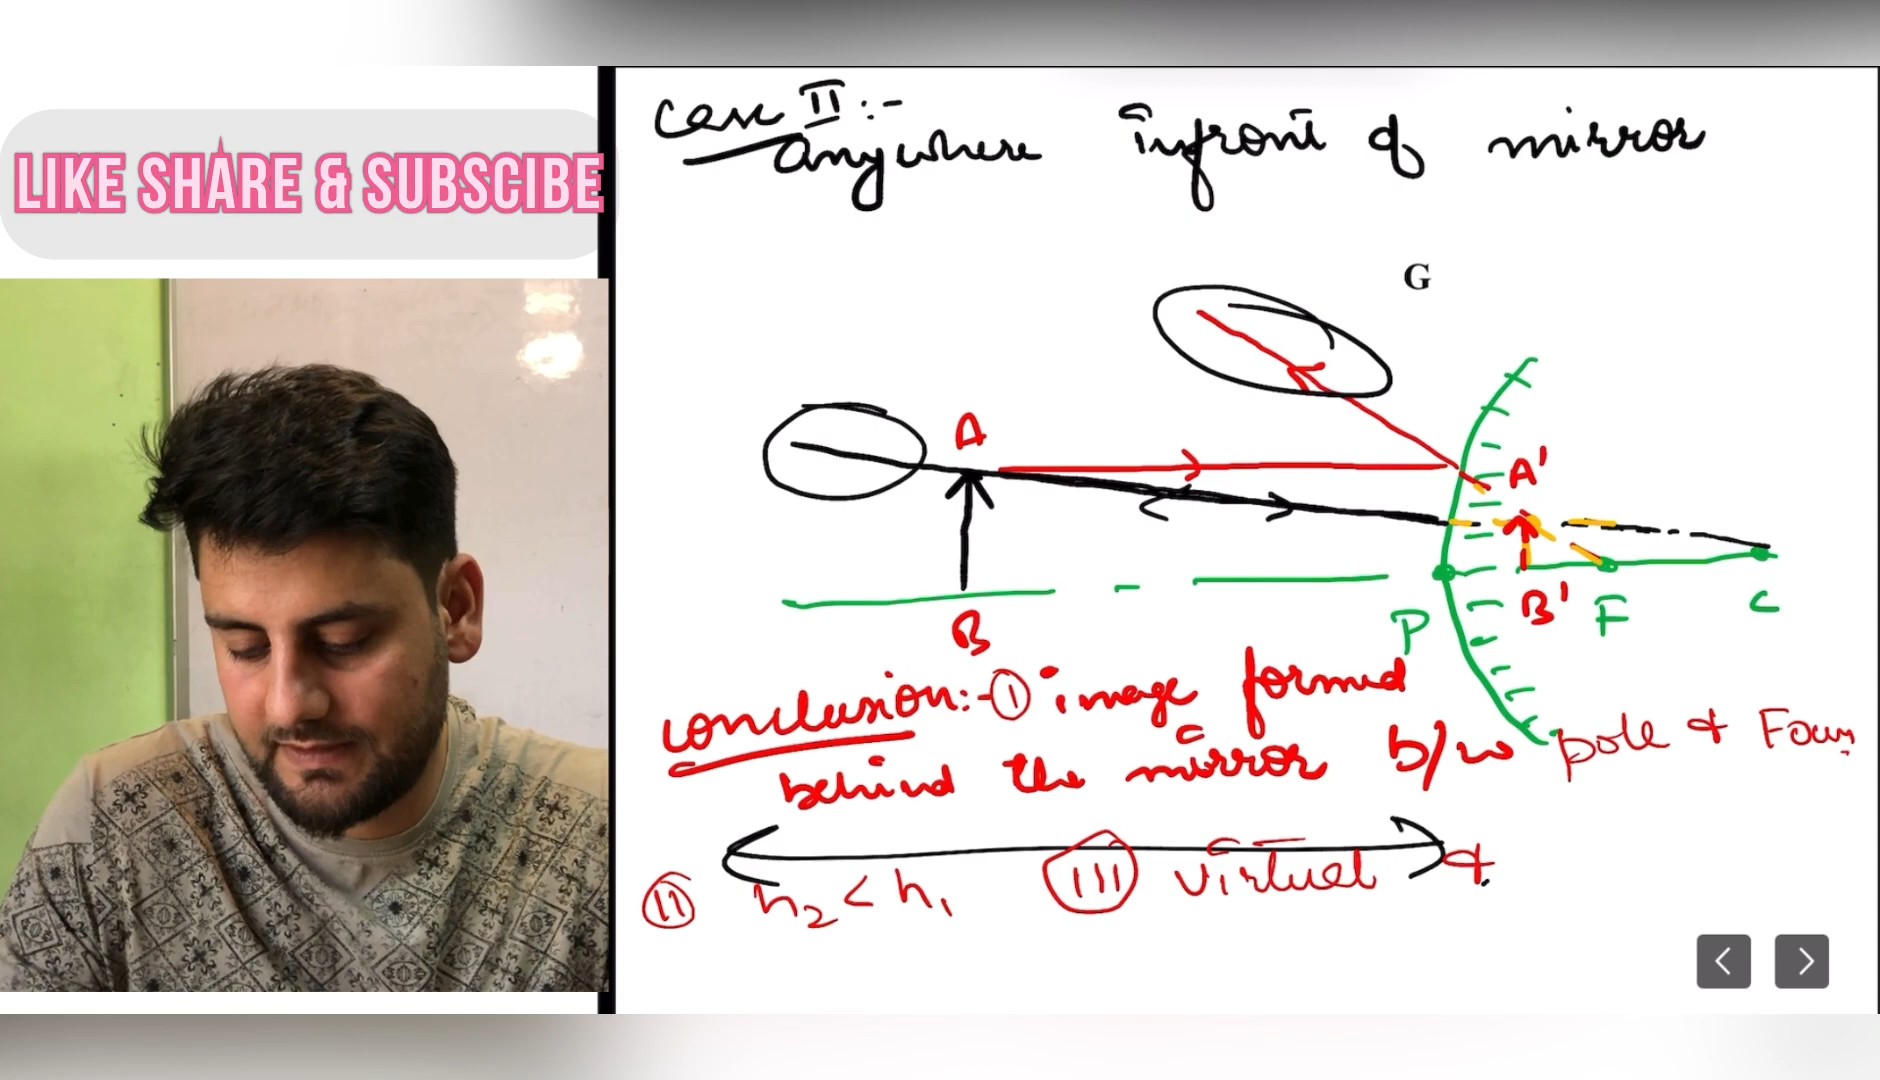 LIKE SHARE & SUBSCIBE
Case II :-
anywhere infront of mirror
G
A
A'
B
P
B'
F
C
Conclusion:- (I) image formed
behind the mirror b/w pole & Focus
(II) h₂ < h₁ (III) virtual &